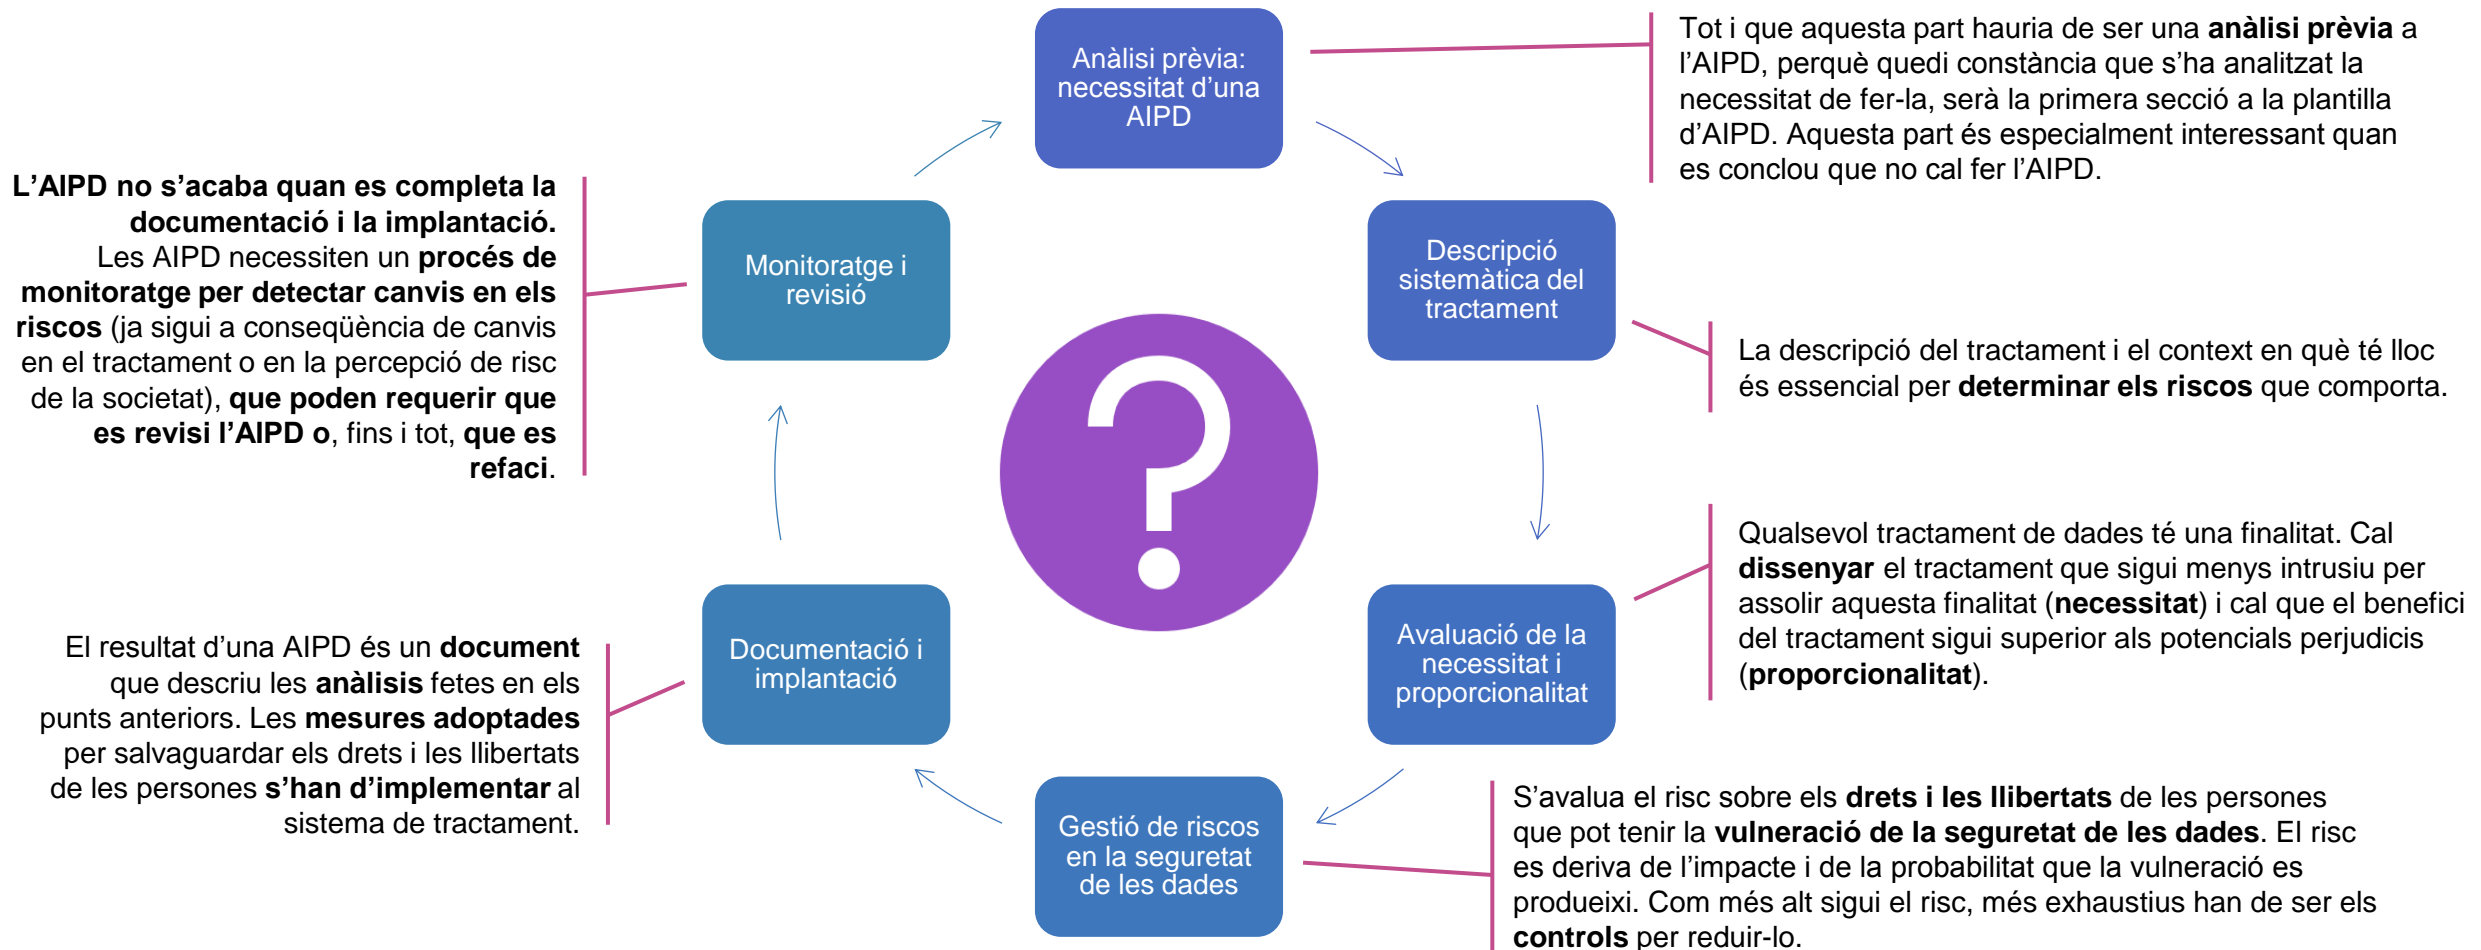 Anàlisi prèvia:
necessitat d’una
AIPD
Tot i que aquesta part hauria de ser una anàlisi prèvia a
l’AIPD, perquè quedi constància que s’ha analitzat la
necessitat de fer-la, serà la primera secció a la plantilla
d’AIPD. Aquesta part és especialment interessant quan
es conclou que no cal fer l’AIPD.
Descripció
sistemàtica del
tractament
La descripció del tractament i el context en què té lloc
és essencial per determinar els riscos que comporta.
Avaluació de la
necessitat i
proporcionalitat
Qualsevol tractament de dades té una finalitat. Cal
dissenyar el tractament que sigui menys intrusiu per
assolir aquesta finalitat (necessitat) i cal que el benefici
del tractament sigui superior als potencials perjudicis
(proporcionalitat).
Gestió de riscos
en la seguretat
de les dades
S’avalua el risc sobre els drets i les llibertats de les persones
que pot tenir la vulneració de la seguretat de les dades. El risc
es deriva de l’impacte i de la probabilitat que la vulneració es
produeixi. Com més alt sigui el risc, més exhaustius han de ser els
controls per reduir-lo.
Documentació i
implantació
El resultat d’una AIPD és un document
que descriu les anàlisis fetes en els
punts anteriors. Les mesures adoptades
per salvaguardar els drets i les llibertats
de les persones s’han d’implementar al
sistema de tractament.
Monitoratge i
revisió
L’AIPD no s’acaba quan es completa la
documentació i la implantació.
Les AIPD necessiten un procés de
monitoratge per detectar canvis en els
riscos (ja sigui a conseqüència de canvis
en el tractament o en la percepció de risc
de la societat), que poden requerir que
es revisi l’AIPD o, fins i tot, que es
refaci.
?